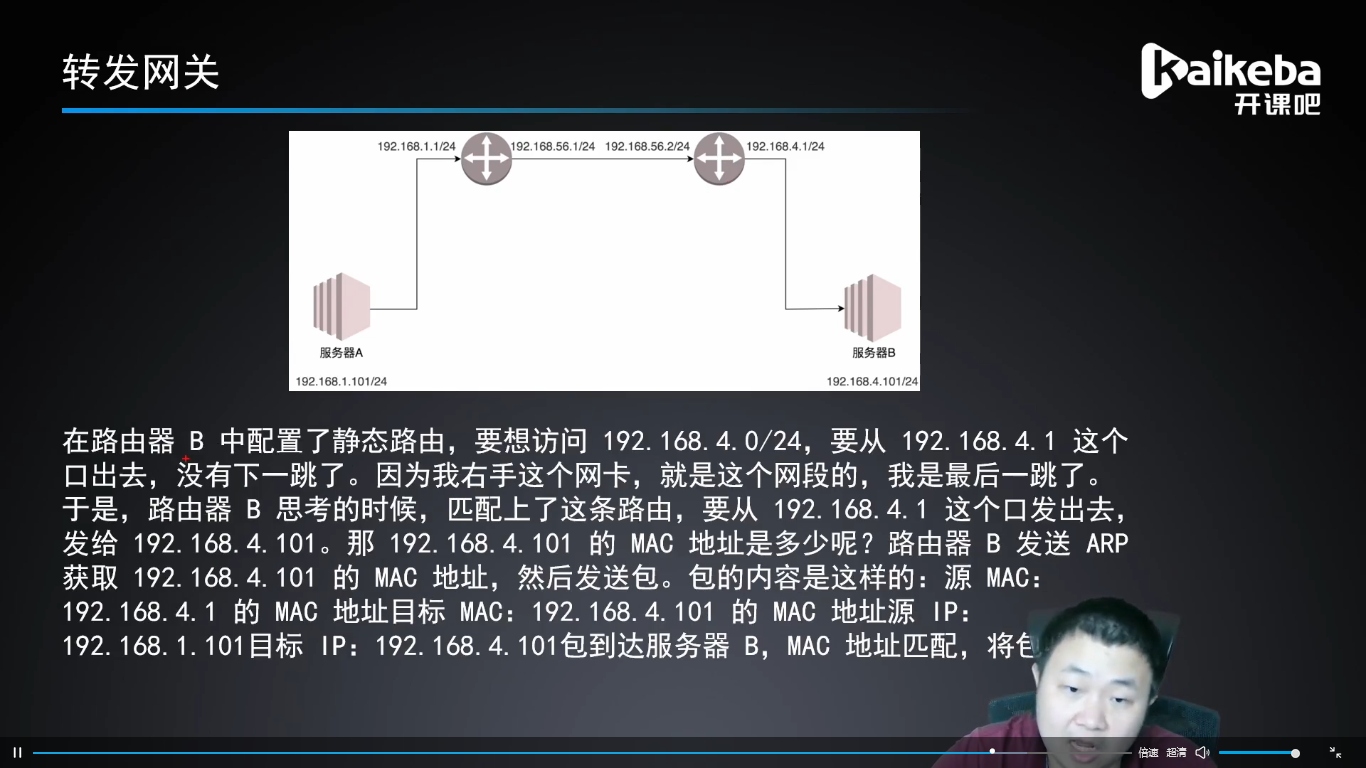 转发网关
Kaikeba
开课吧
192.168.1.1/24
192.168.56.1/24
192.168.56.2/24
192.168.4.1/24
服务器A
服务器B
192.168.1.101/24
192.168.4.101/24
在路由器 B 中配置了静态路由，要想访问 192.168.4.0/24，要从 192.168.4.1 这个
口出去，没有下一跳了。因为我右手这个网卡，就是这个网段的，我是最后一跳了。
于是，路由器 B 思考的时候，匹配上了这条路由，要从 192.168.4.1 这个口发出去，
发给 192.168.4.101。那 192.168.4.101 的 MAC 地址是多少呢？路由器 B 发送 ARP
获取 192.168.4.101 的 MAC 地址，然后发送包。包的内容是这样的：源 MAC：
192.168.4.1 的 MAC 地址目标 MAC：192.168.4.101 的 MAC 地址源 IP：
192.168.1.101目标 IP：192.168.4.101包到达服务器 B，MAC 地址匹配，将
倍速 超清